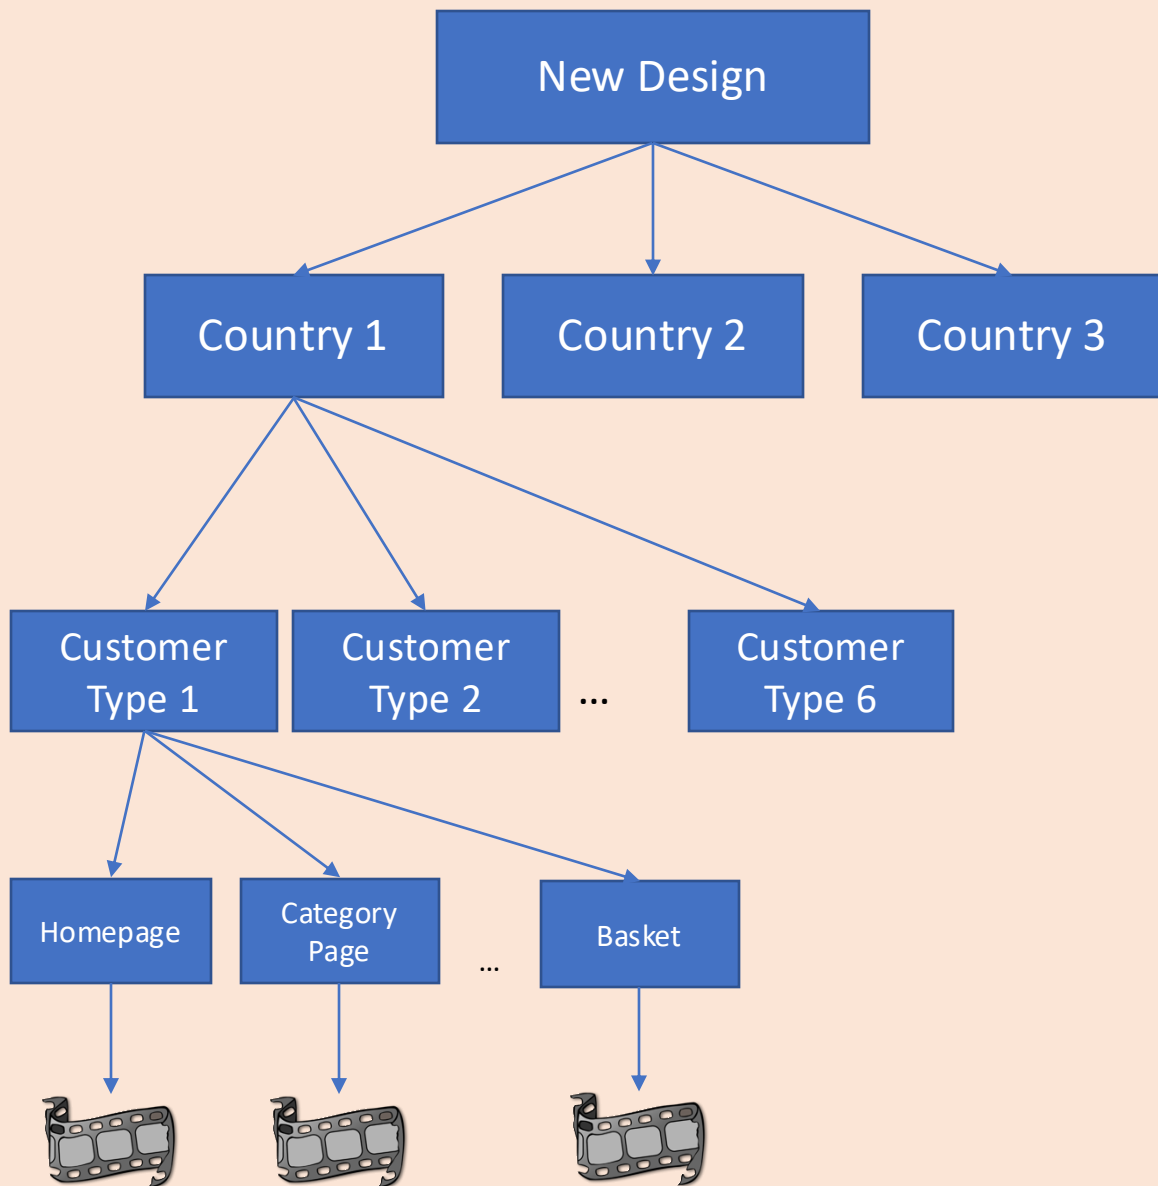 New Design
Country 1
Country 2
Country 3
Customer
Type 1
Customer
Type 2
...
Customer
Type 6
Homepage
Category
Page
...
Basket